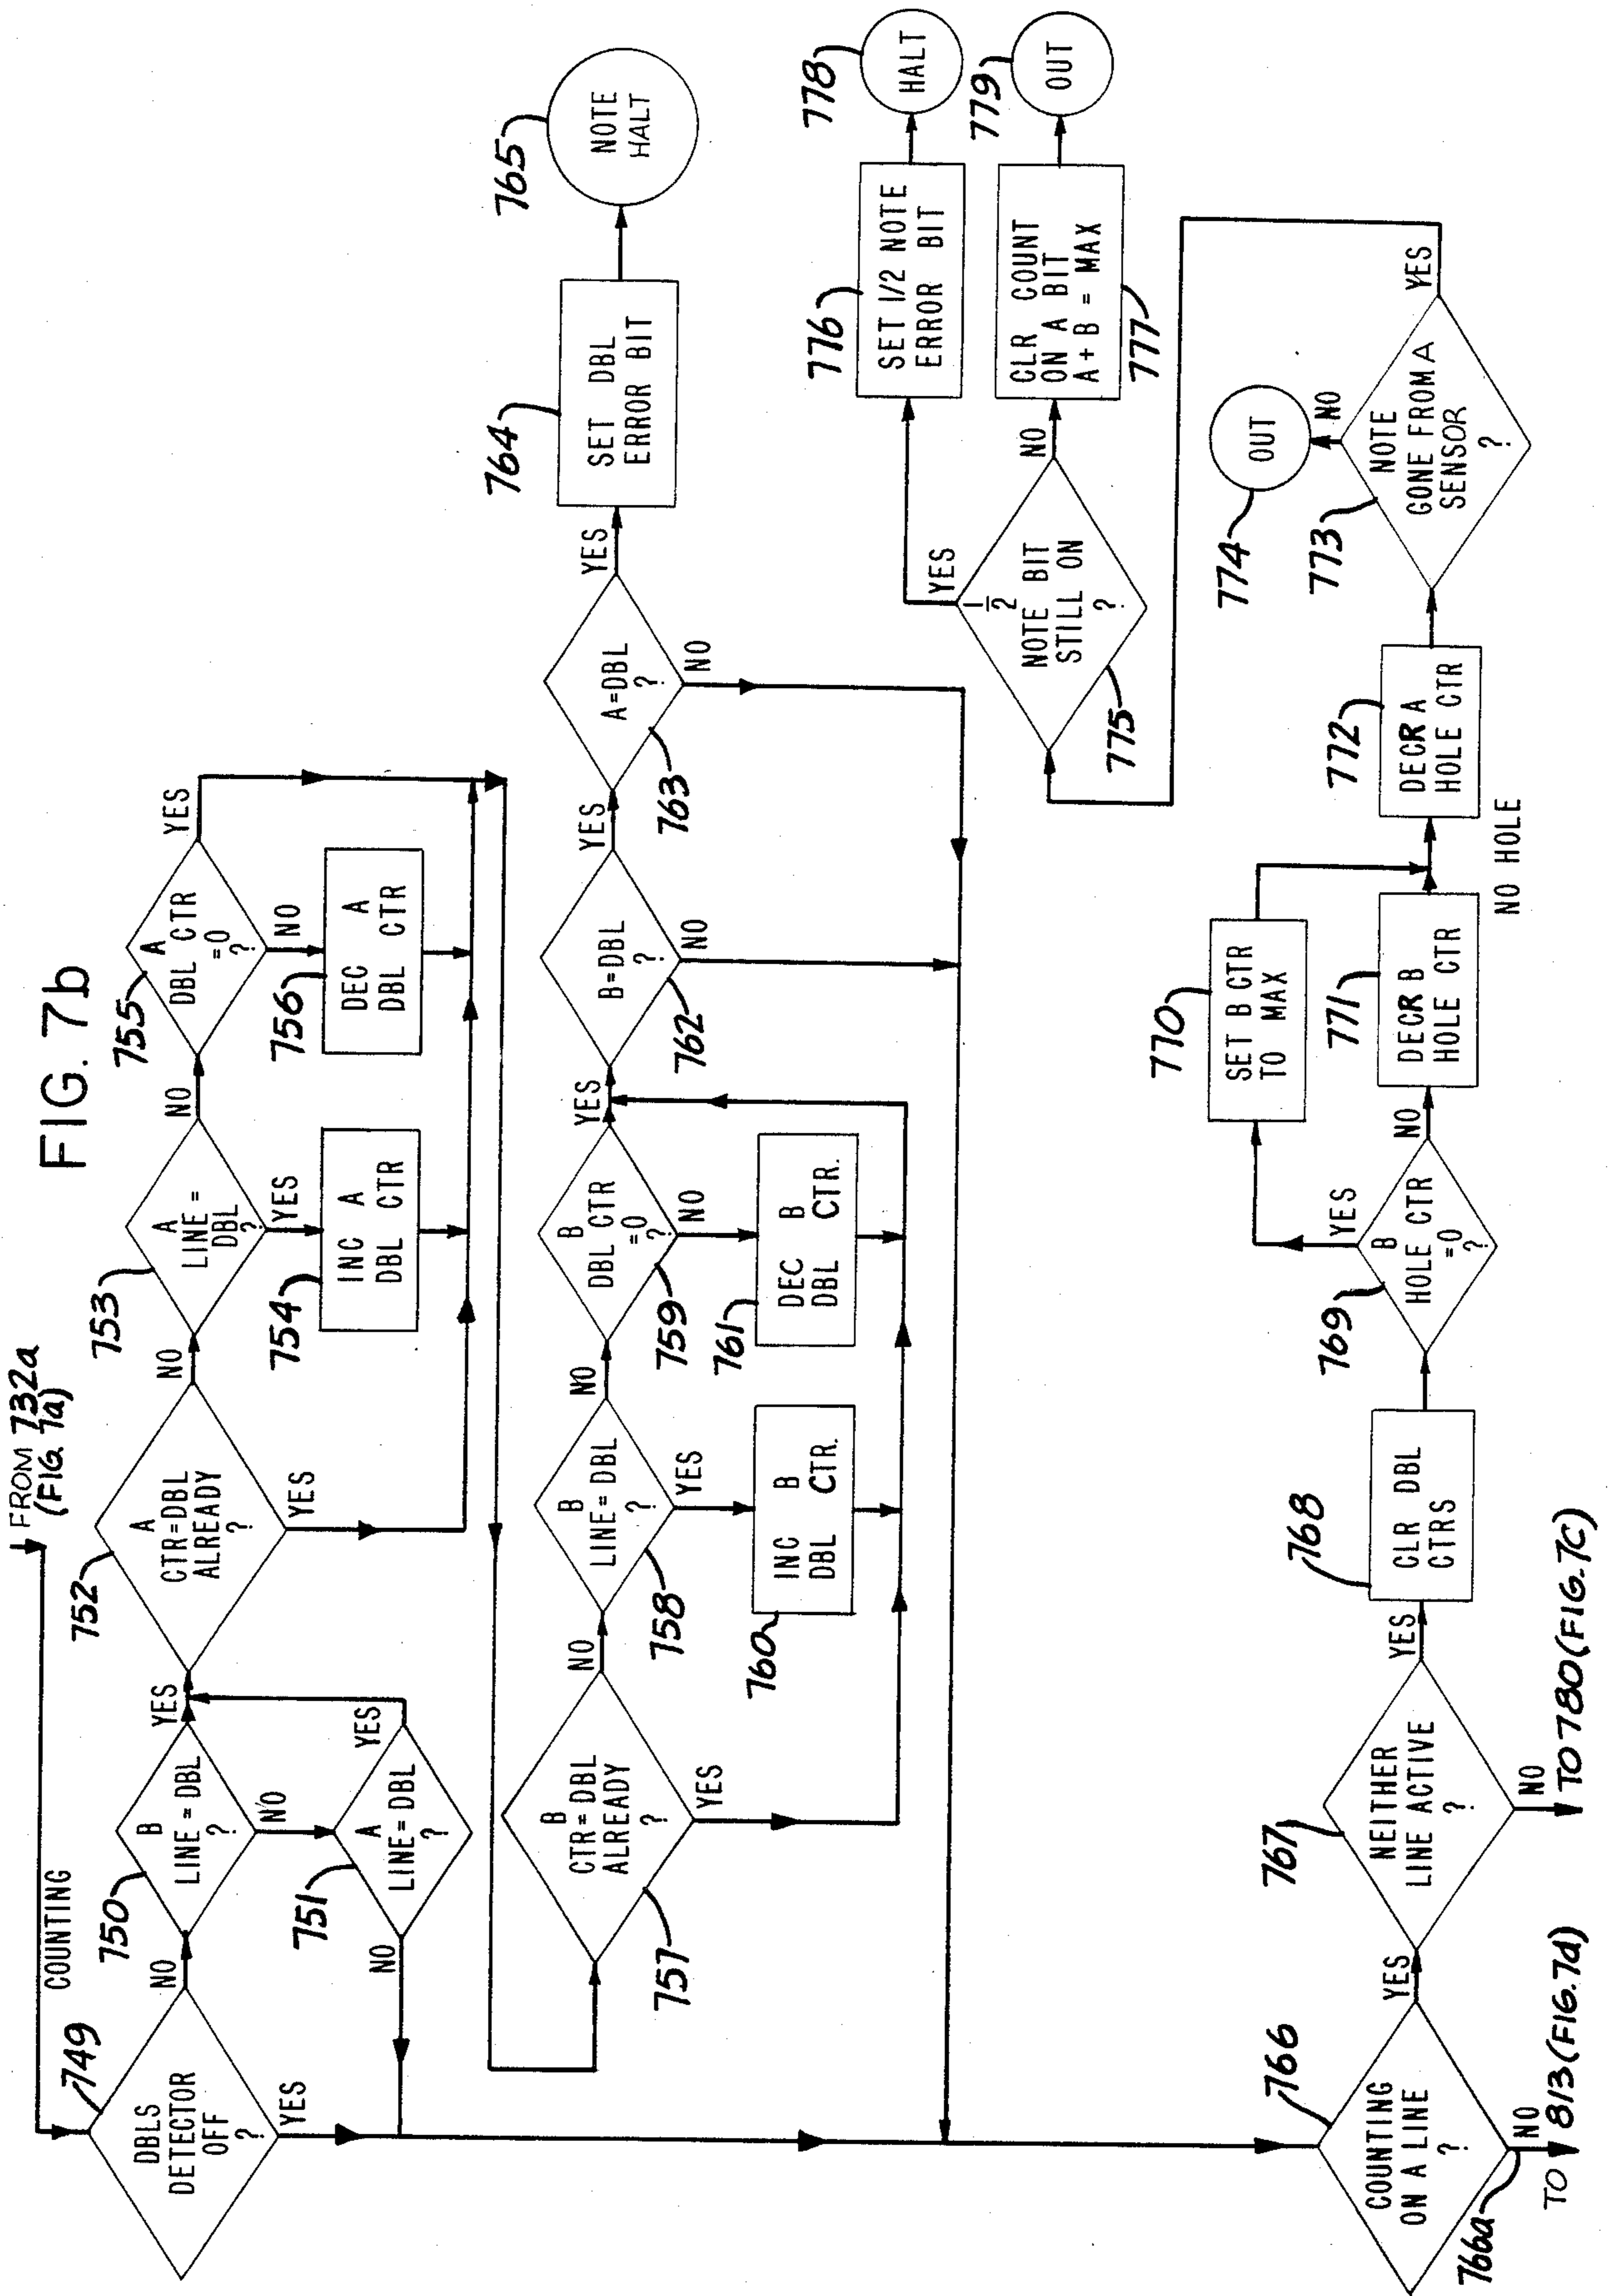 FIG. 7b
FROM 732a
(FIG. 7a)
COUNTING
749
DBLS
DETECTOR
OFF
?
NO
YES
750
B
LINE = DBL
?
YES
NO
751
A
LINE = DBL
?
YES
NO
752
A
CTR = DBL
ALREADY
?
NO
YES
753
A
LINE =
DBL
?
NO
YES
754
INC A
DBL CTR
755
A
DBL CTR
=0
?
YES
NO
756
DEC A
DBL CTR
757
B
CTR = DBL
ALREADY
?
NO
YES
758
B
LINE = DBL
?
NO
YES
760
INC B
DBL CTR.
759
B
DBL CTR
=0
?
YES
NO
761
DEC B
DBL CTR.
762
B=DBL
?
YES
NO
763
A=DBL
?
YES
NO
764
SET DBL
ERROR BIT
765
NOTE
HALT
766
COUNTING
ON A LINE
?
YES
NO
766a
TO 813 (FIG. 7d)
767
NEITHER
LINE ACTIVE
?
YES
NO
TO 780 (FIG. 7C)
768
CLR DBL
CTRS
769
B
HOLE CTR
=0
?
YES
NO
770
SET B CTR
TO MAX
771
DECR B
HOLE CTR
NO HOLE
772
DECR A
HOLE CTR
773
NOTE
GONE FROM A
SENSOR
?
NO
YES
774
OUT
775
1/2
NOTE BIT
STILL ON
?
YES
NO
776
SET 1/2 NOTE
ERROR BIT
777
CLR COUNT
ON A BIT
A + B = MAX
778
HALT
779
OUT